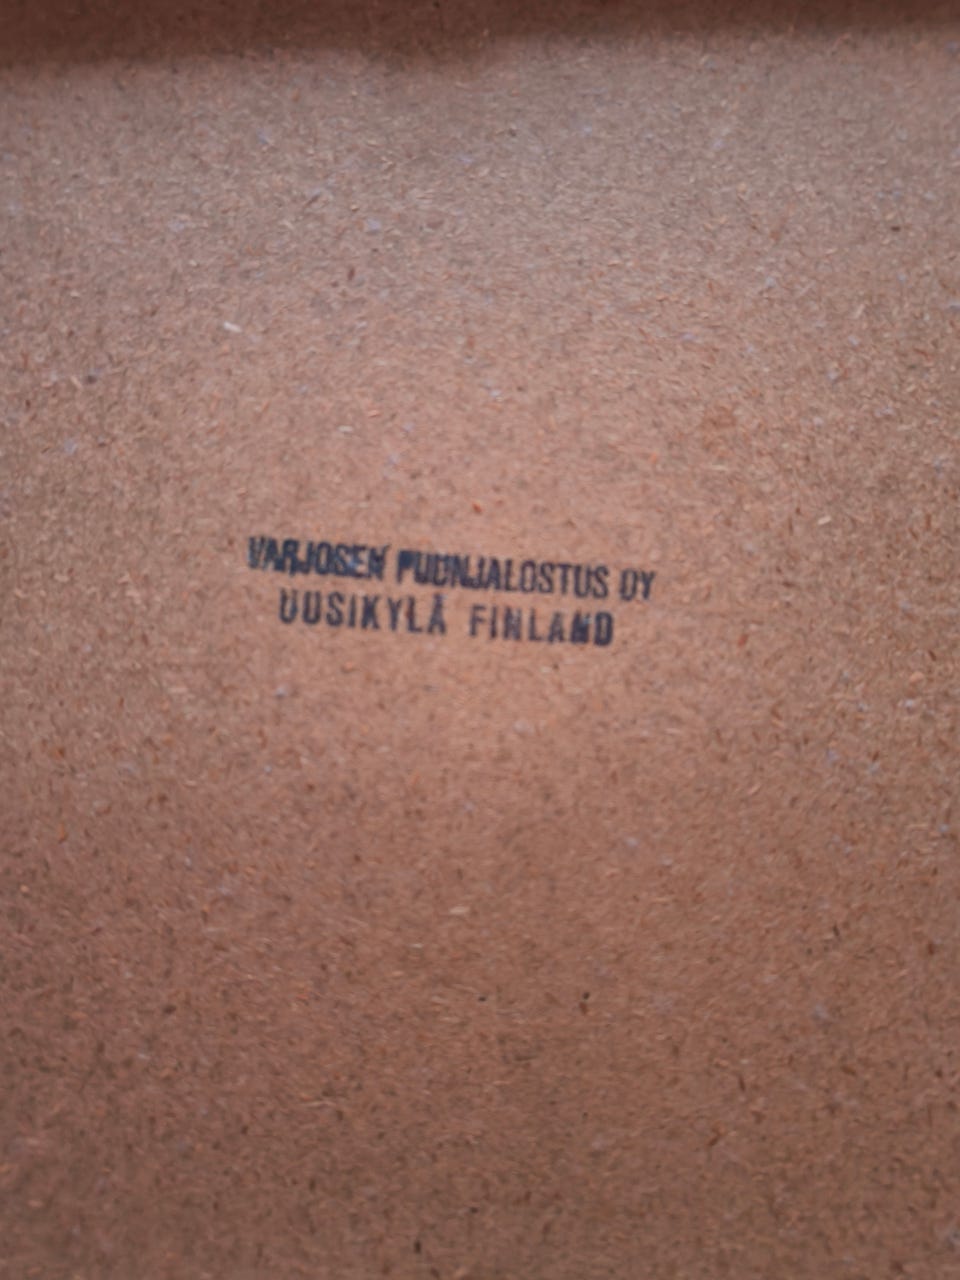 VARJOSEN PUUNJALOSTUS OY
UUSIKYLÄ FINLAND